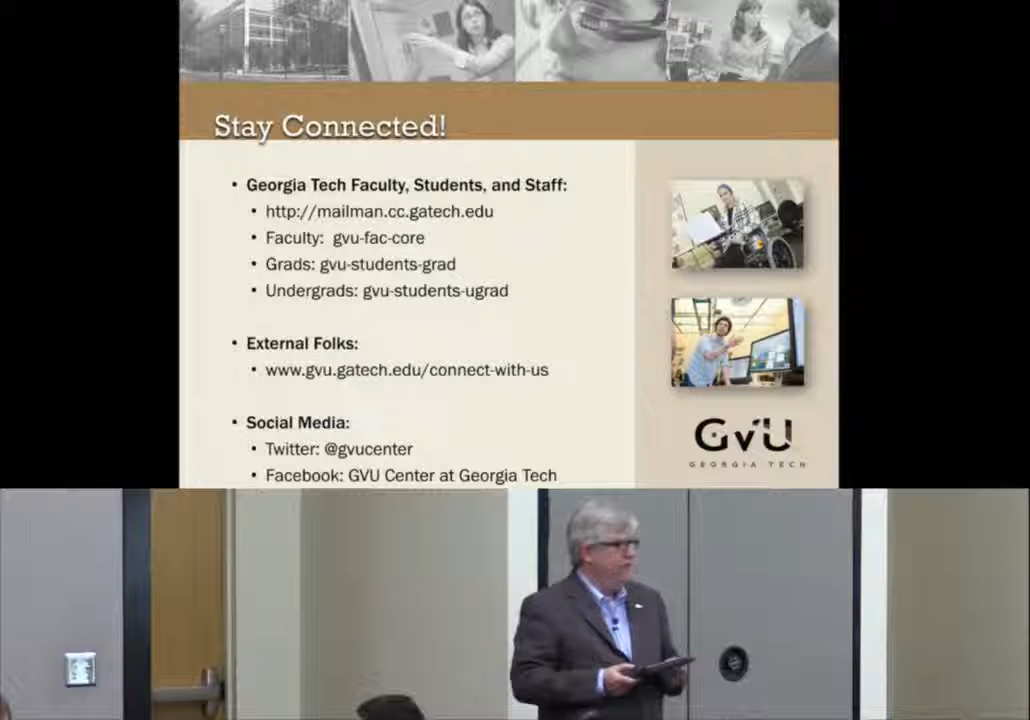 Stay Connected!
• Georgia Tech Faculty, Students, and Staff:
• http://mailman.cc.gatech.edu
• Faculty: gvu-fac-core
• Grads: gvu-students-grad
• Undergrads: gvu-students-ugrad
• External Folks:
• www.gvu.gatech.edu/connect-with-us
• Social Media:
• Twitter: @gvucenter
• Facebook: GVU Center at Georgia Tech
GVU
GEORGIA TECH